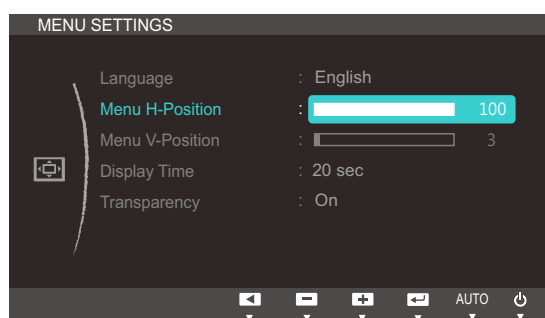 MENU SETTINGS
Language : English
Menu H-Position : 100
Menu V-Position : 3
Display Time : 20 sec
Transparency : On
AUTO